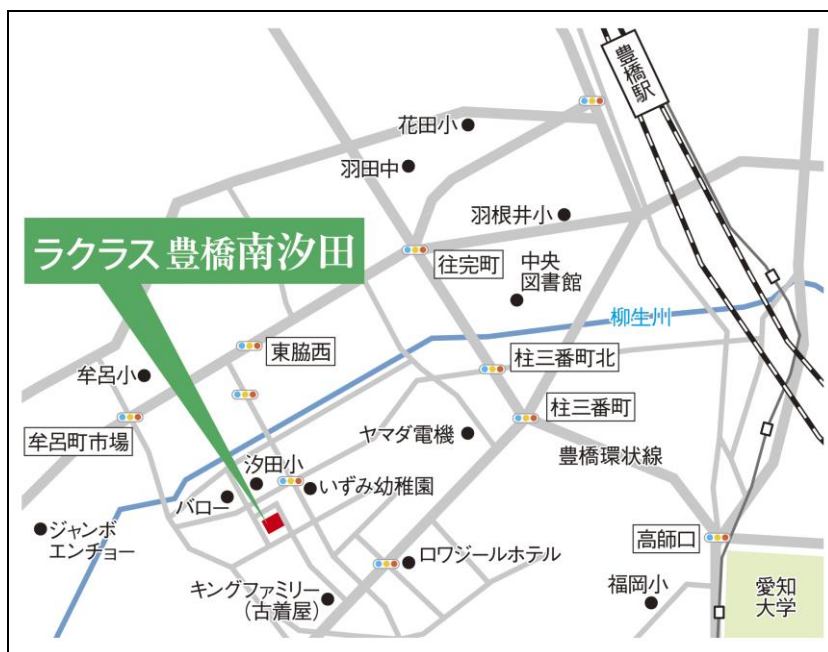 豊橋駅
花田小
羽田中
羽根井小
ラクラス 豊橋南汐田
往完町
中央
図書館
柳生州
東脇西
柱三番町北
牟呂小
柱三番町
ヤマダ電機
牟呂町市場
豊橋環状線
汐田小
いずみ幼稚園
バロー
ジャンボ
エンチョー
高師口
ロワジールホテル
キングファミリー
(古着屋)
福岡小
愛知
大学